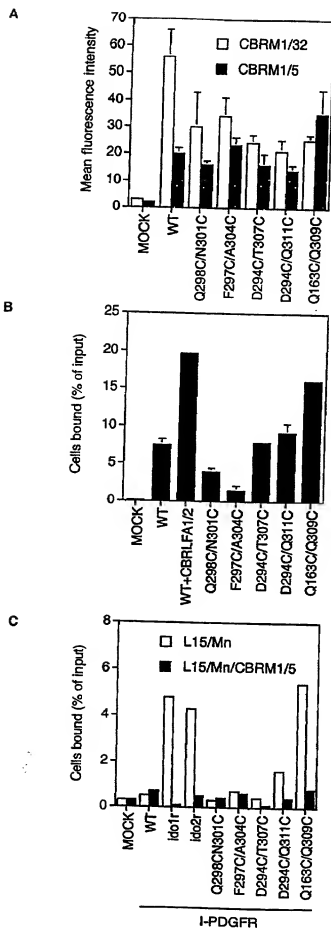 A
Mean fluorescence intensity
70
60
50
40
30
20
10
0
CBRM1/32
CBRM1/5
MOCK
WT
Q298C/N301C
F297C/A304C
D294C/T307C
D294C/Q311C
Q163C/Q309C
B
Cells bound (% of input)
25
20
15
10
5
0
MOCK
WT
WT+CBRLFA1/2
Q298C/N301C
F297C/A304C
D294C/T307C
D294C/Q311C
Q163C/Q309C
C
Cells bound (% of input)
8
6
4
2
0
L15/Mn
L15/Mn/CBRM1/5
MOCK
WT
ido1r
ido2r
Q298CN301C
F297C/A304C
D294C/T307C
D294C/Q311C
Q163C/Q309C
I-PDGFR